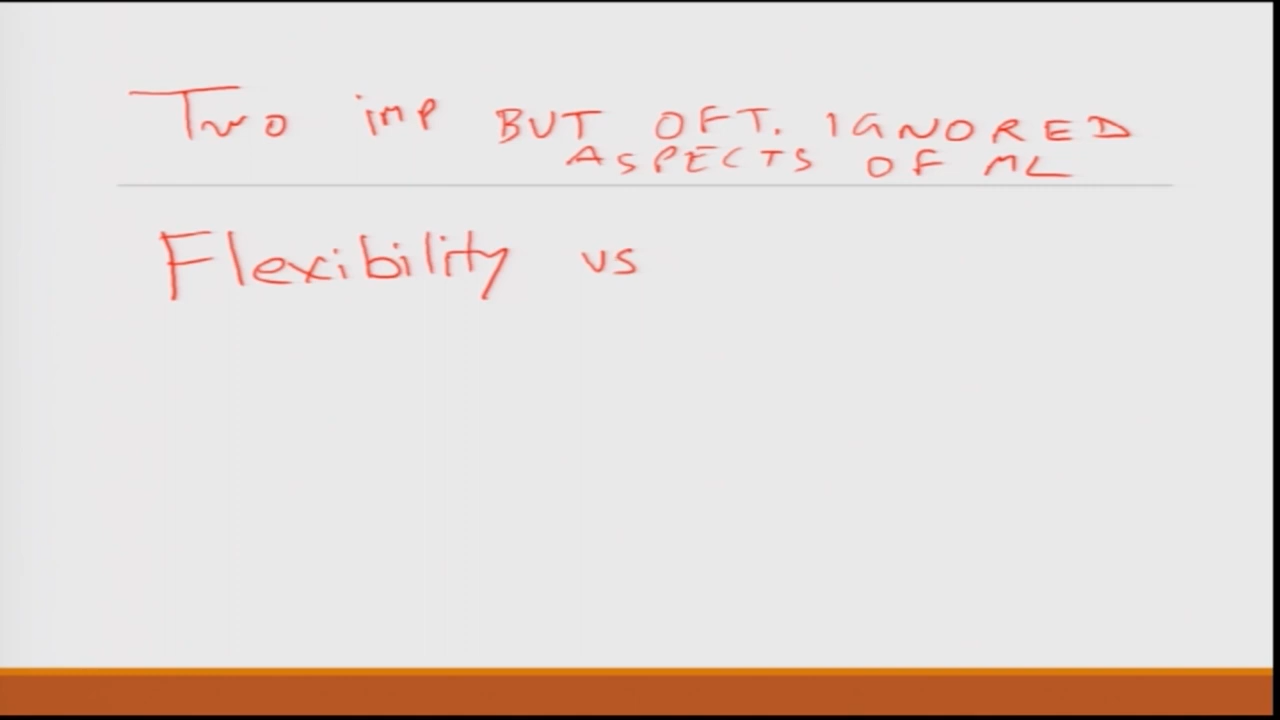 Two imp BUT OFT. IGNORED
ASPECTS OF ML
Flexibility vs